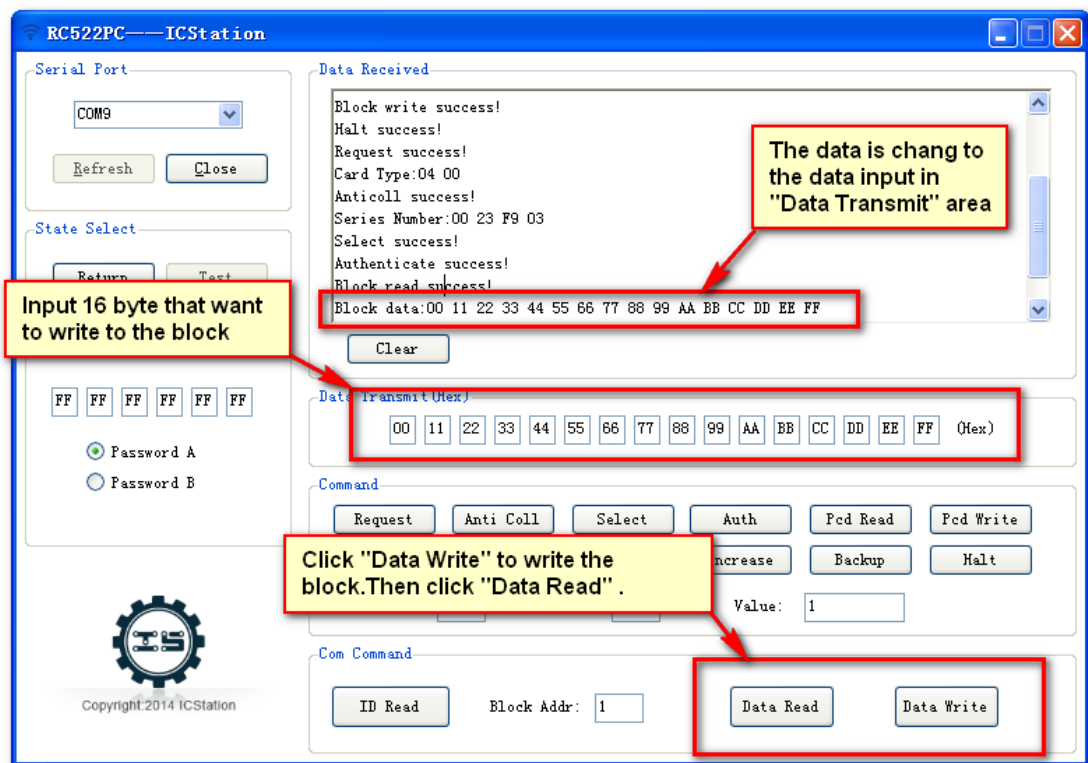 RC522PC——ICStation
Serial Port
COM9
Refresh
Close
State Select
Return
Test
Input 16 byte that want
to write to the block
FF FF FF FF FF FF
Password A
Password B
IS
Copyright:2014 ICStation
Data Received
Block write success!
Halt success!
Request success!
Card Type:04 00
Anticoll success!
Series Number:00 23 F9 03
Select success!
Authenticate success!
Block read success!
Block data:00 11 22 33 44 55 66 77 88 99 AA BB CC DD EE FF
The data is chang to
the data input in
"Data Transmit" area
Clear
Data Transmit(Hex)
00 11 22 33 44 55 66 77 88 99 AA BB CC DD EE FF (Hex)
Command
Request Anti Coll Select Auth Pcd Read Pcd Write
Backup Halt
Click "Data Write" to write the
block.Then click "Data Read" .
Value: 1
Com Command
ID Read Block Addr: 1 Data Read Data Write